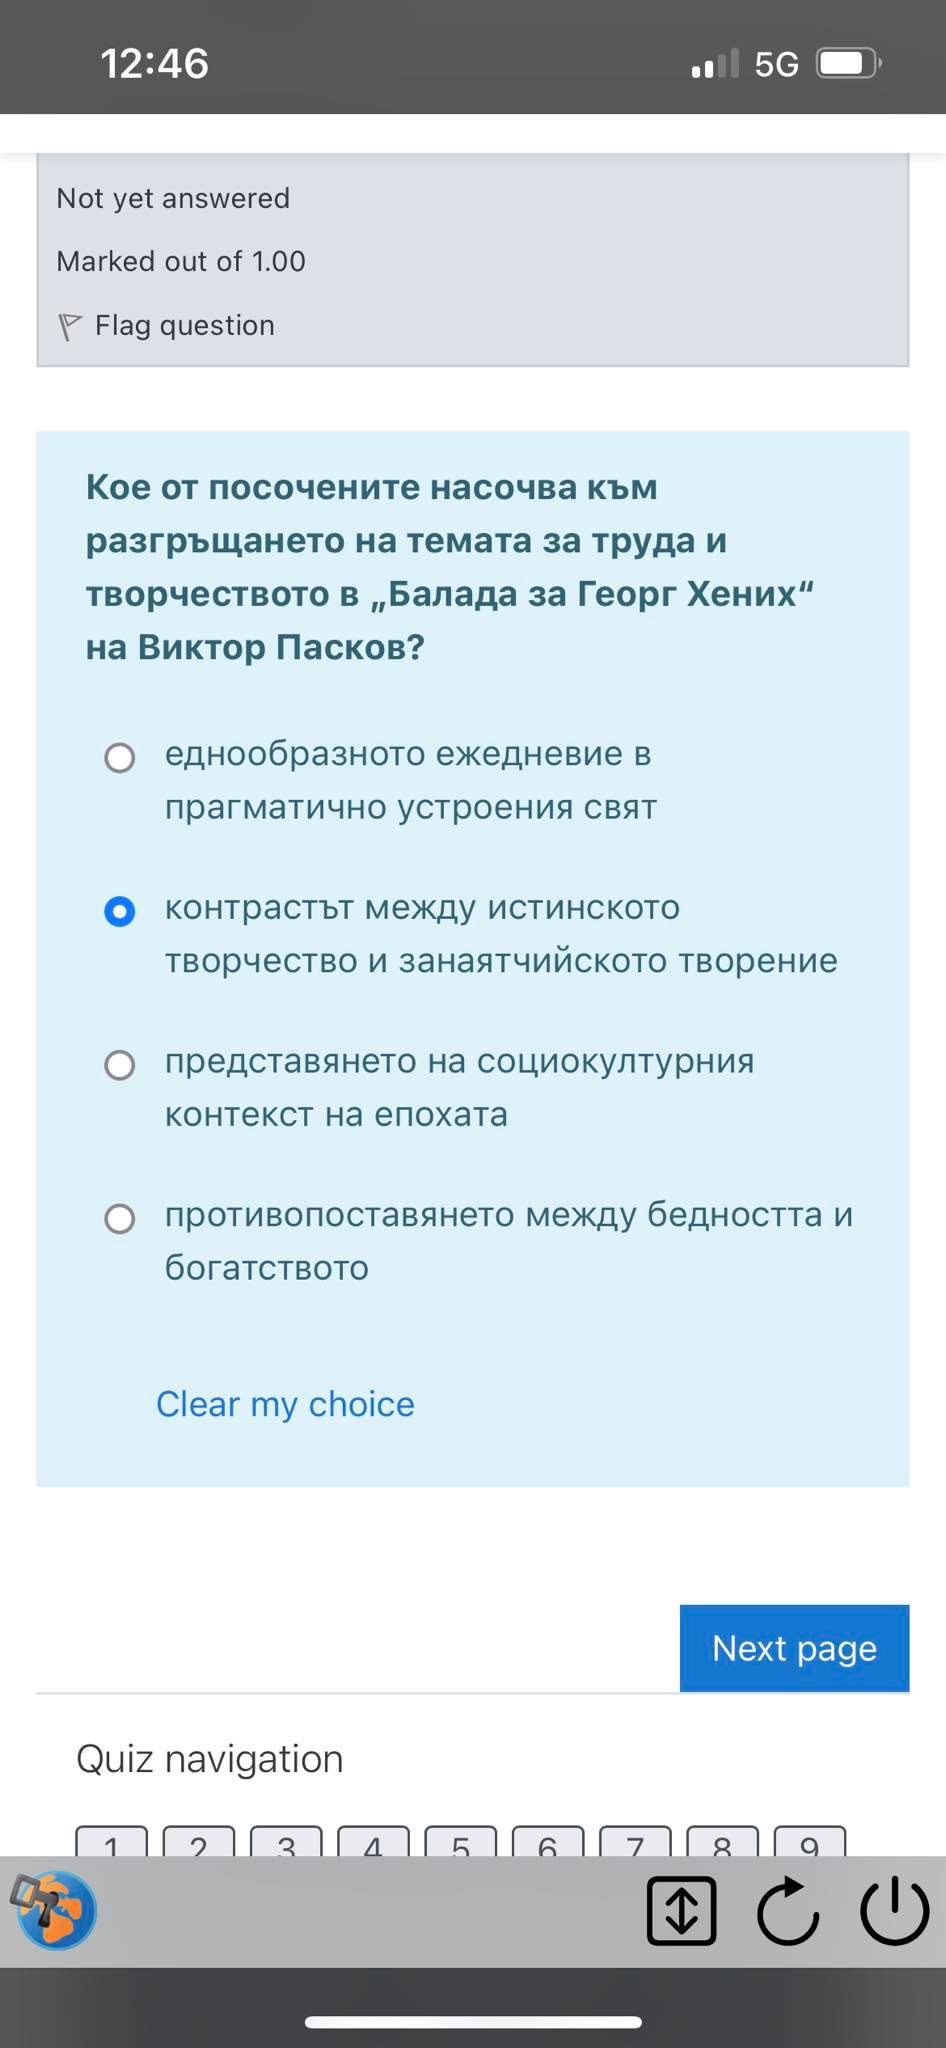 12:46
5G
Not yet answered
Marked out of 1.00
Flag question
Кое от посочените насочва към
разгръщането на темата за труда и
творчеството в „Балада за Георг Хених“
на Виктор Пасков?
еднообразното ежедневие в
прагматично устроения свят
контрастът между истинското
творчество и занаятчийското творение
представянето на социокултурния
контекст на епохата
противопоставянето между бедността и
богатството
Clear my choice
Next page
Quiz navigation
1 2 3 4 5 6 7 8 9